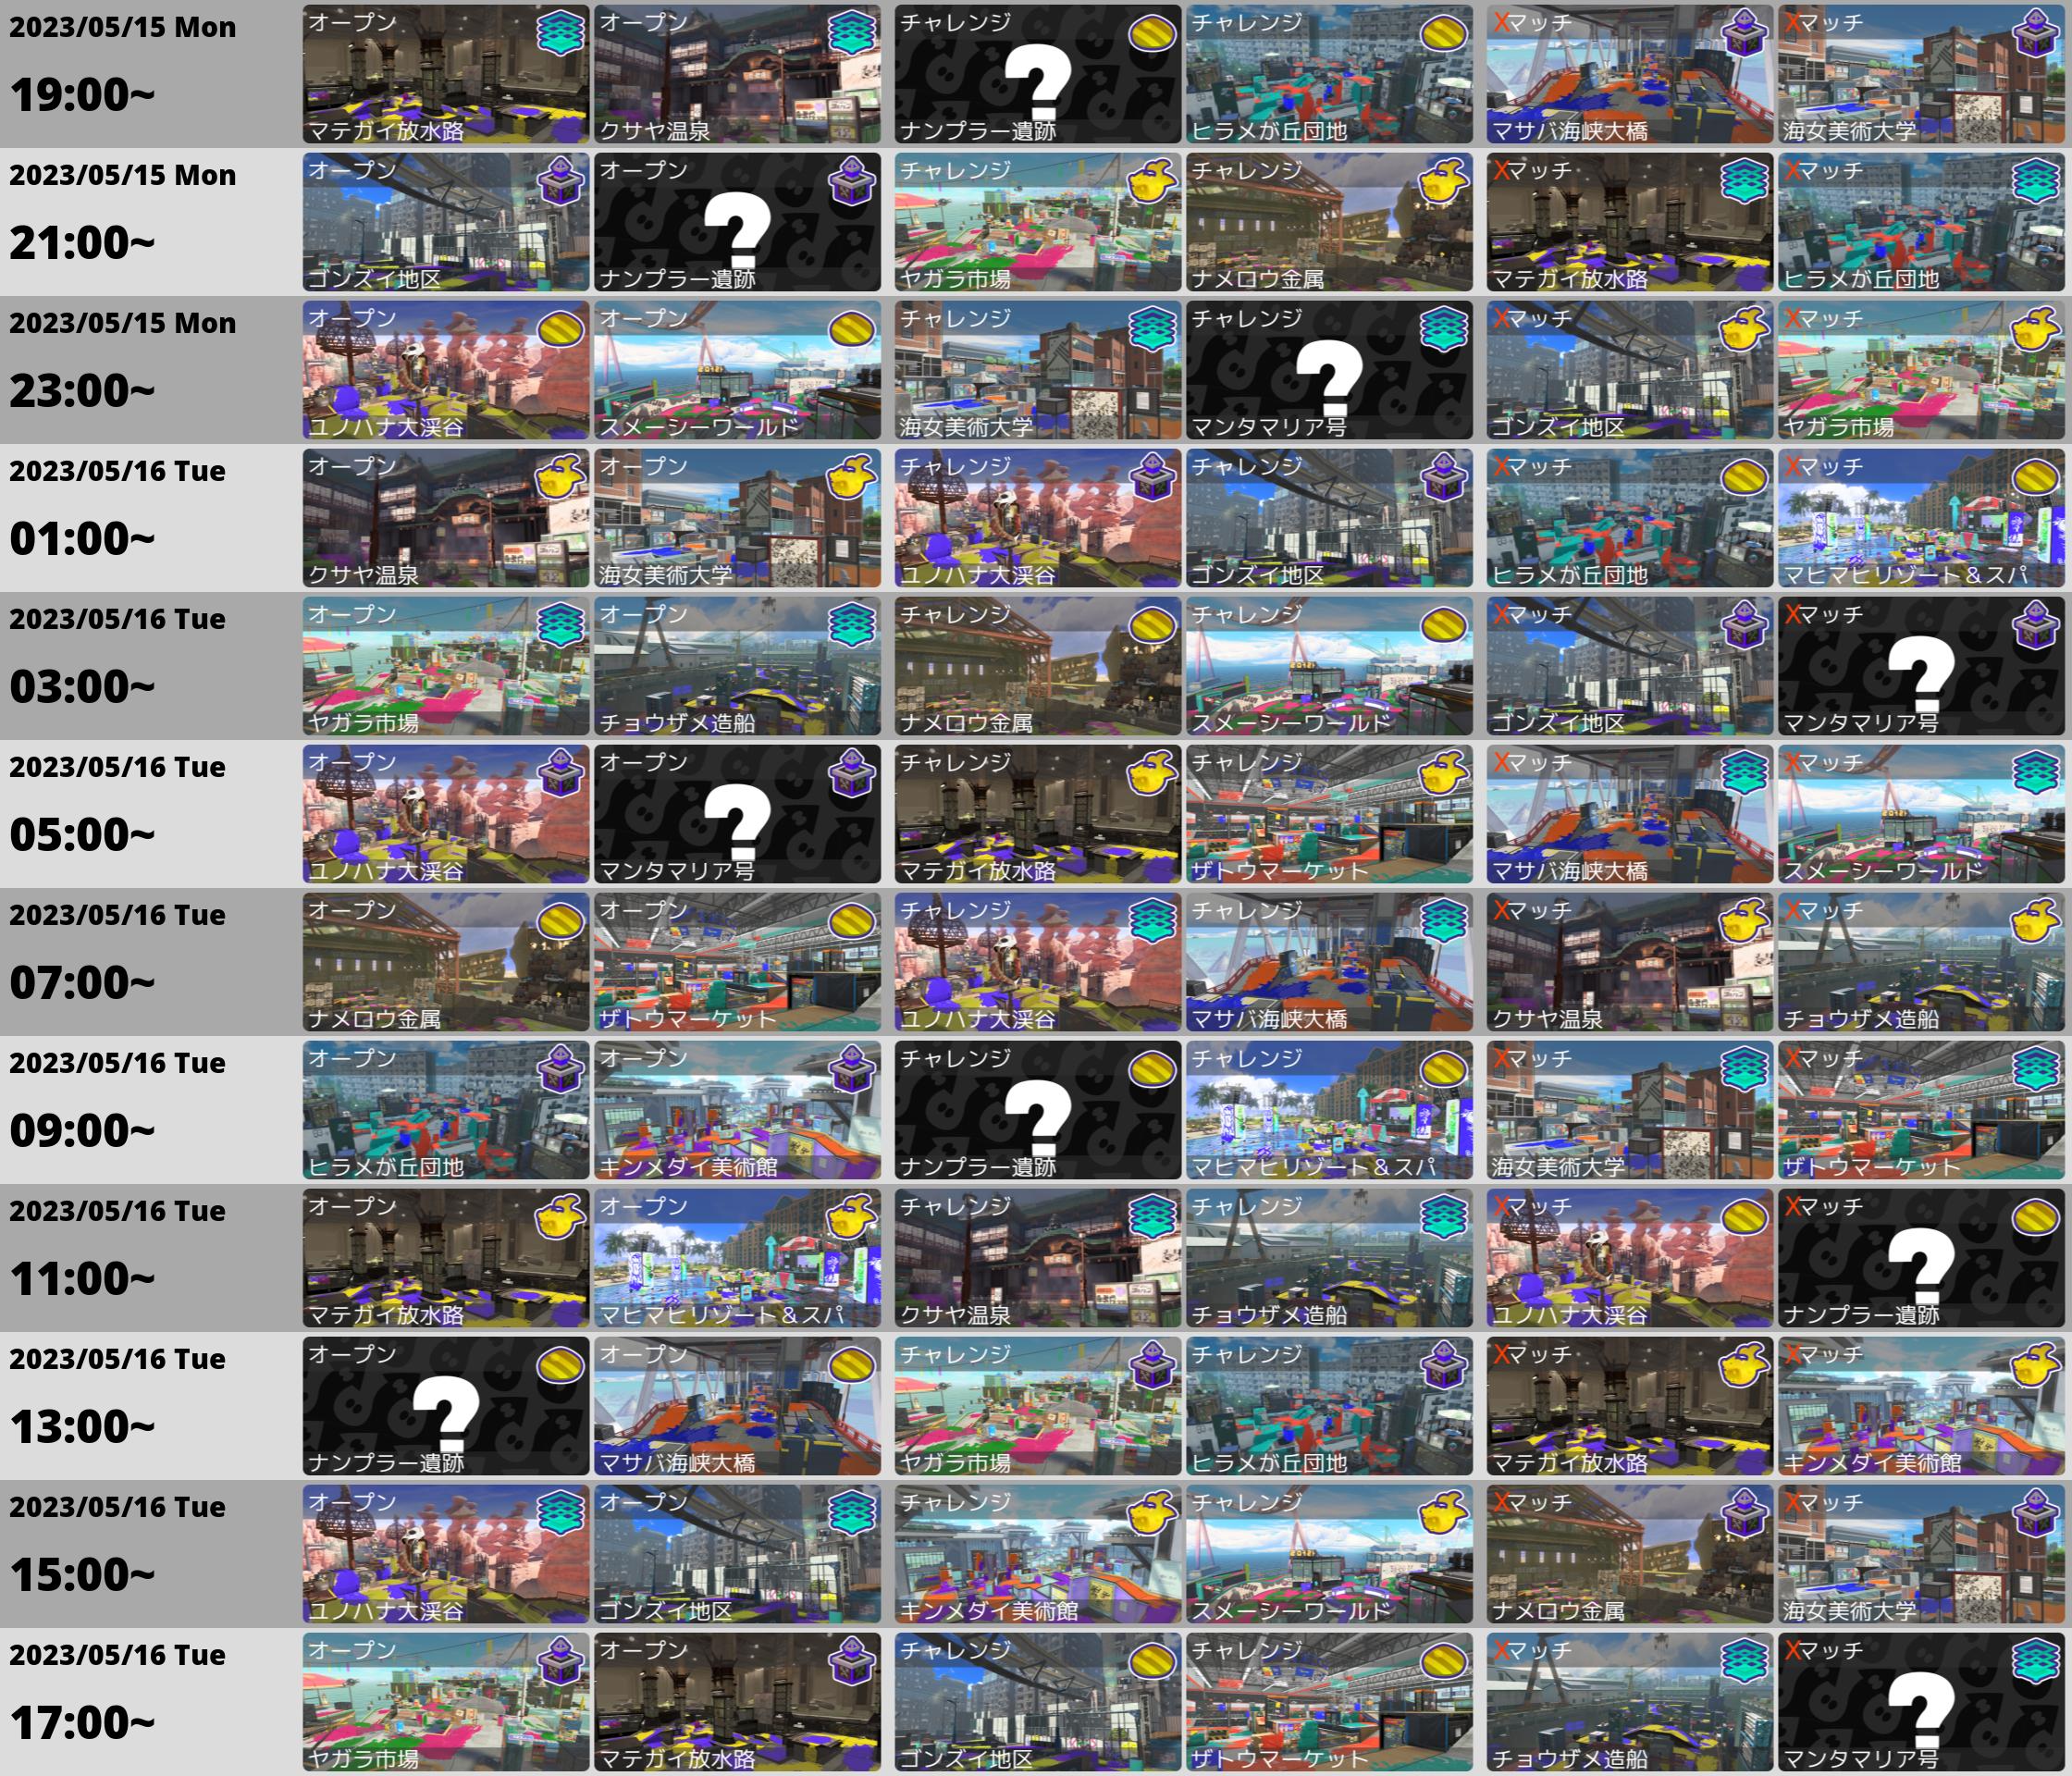 2023/05/15 Mon
19:00~
オープン
マテガイ放水路
オープン
クサヤ温泉
チャレンジ
ナンプラー遺跡
チャレンジ
ヒラメが丘団地
Xマッチ
マサバ海峡大橋
Xマッチ
海女美術大学
2023/05/15 Mon
21:00~
オープン
ゴンズイ地区
オープン
ナンプラー遺跡
チャレンジ
ヤガラ市場
チャレンジ
ナメロウ金属
Xマッチ
マテガイ放水路
Xマッチ
ヒラメが丘団地
2023/05/15 Mon
23:00~
オープン
ユノハナ大渓谷
オープン
スメーシーワールド
チャレンジ
海女美術大学
チャレンジ
マンタマリア号
Xマッチ
ゴンズイ地区
Xマッチ
ヤガラ市場
2023/05/16 Tue
01:00~
オープン
クサヤ温泉
オープン
海女美術大学
チャレンジ
ユノハナ大渓谷
チャレンジ
ゴンズイ地区
Xマッチ
ヒラメが丘団地
Xマッチ
マヒマヒリゾート＆スパ
2023/05/16 Tue
03:00~
オープン
ヤガラ市場
オープン
チョウザメ造船
チャレンジ
ナメロウ金属
チャレンジ
スメーシーワールド
Xマッチ
ゴンズイ地区
Xマッチ
マンタマリア号
2023/05/16 Tue
05:00~
オープン
ユノハナ大渓谷
オープン
マンタマリア号
チャレンジ
マテガイ放水路
チャレンジ
ザトウマーケット
Xマッチ
マサバ海峡大橋
Xマッチ
スメーシーワールド
2023/05/16 Tue
07:00~
オープン
ナメロウ金属
オープン
ザトウマーケット
チャレンジ
ユノハナ大渓谷
チャレンジ
マサバ海峡大橋
Xマッチ
クサヤ温泉
Xマッチ
チョウザメ造船
2023/05/16 Tue
09:00~
オープン
ヒラメが丘団地
オープン
キンメダイ美術館
チャレンジ
ナンプラー遺跡
チャレンジ
マヒマヒリゾート＆スパ
Xマッチ
海女美術大学
Xマッチ
ザトウマーケット
2023/05/16 Tue
11:00~
オープン
マテガイ放水路
オープン
マヒマヒリゾート＆スパ
チャレンジ
クサヤ温泉
チャレンジ
チョウザメ造船
Xマッチ
ユノハナ大渓谷
Xマッチ
ナンプラー遺跡
2023/05/16 Tue
13:00~
オープン
ナンプラー遺跡
オープン
マサバ海峡大橋
チャレンジ
ヤガラ市場
チャレンジ
ヒラメが丘団地
Xマッチ
マテガイ放水路
Xマッチ
キンメダイ美術館
2023/05/16 Tue
15:00~
オープン
ユノハナ大渓谷
オープン
ゴンズイ地区
チャレンジ
キンメダイ美術館
チャレンジ
スメーシーワールド
Xマッチ
ナメロウ金属
Xマッチ
海女美術大学
2023/05/16 Tue
17:00~
オープン
ヤガラ市場
オープン
マテガイ放水路
チャレンジ
ゴンズイ地区
チャレンジ
ザトウマーケット
Xマッチ
チョウザメ造船
Xマッチ
マンタマリア号